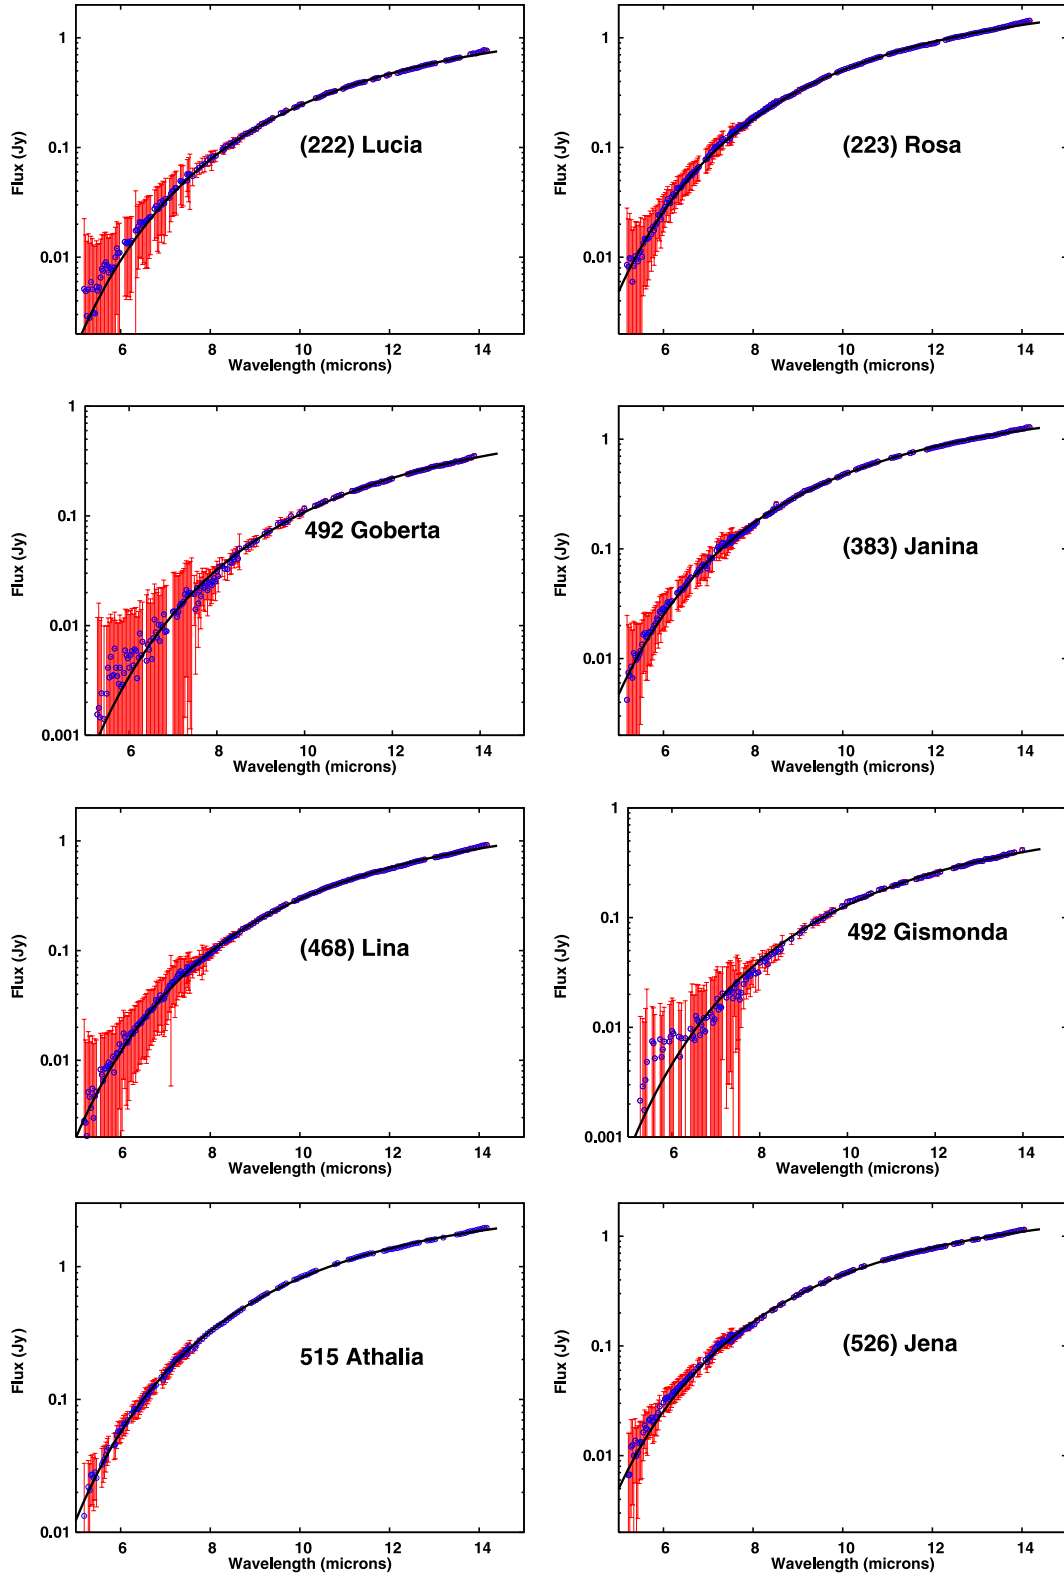 1
0.1
0.01
Flux (Jy)
(222) Lucia
6 8 10 12 14
Wavelength (microns)
1
0.1
0.01
Flux (Jy)
(223) Rosa
6 8 10 12 14
Wavelength (microns)
1
0.1
0.01
0.001
Flux (Jy)
492 Goberta
6 8 10 12 14
Wavelength (microns)
1
0.1
0.01
Flux (Jy)
(383) Janina
6 8 10 12 14
Wavelength (microns)
1
0.1
0.01
Flux (Jy)
(468) Lina
6 8 10 12 14
Wavelength (microns)
1
0.1
0.01
0.001
Flux (Jy)
492 Gismonda
6 8 10 12 14
Wavelength (microns)
1
0.1
0.01
Flux (Jy)
515 Athalia
6 8 10 12 14
Wavelength (microns)
1
0.1
0.01
Flux (Jy)
(526) Jena
6 8 10 12 14
Wavelength (microns)